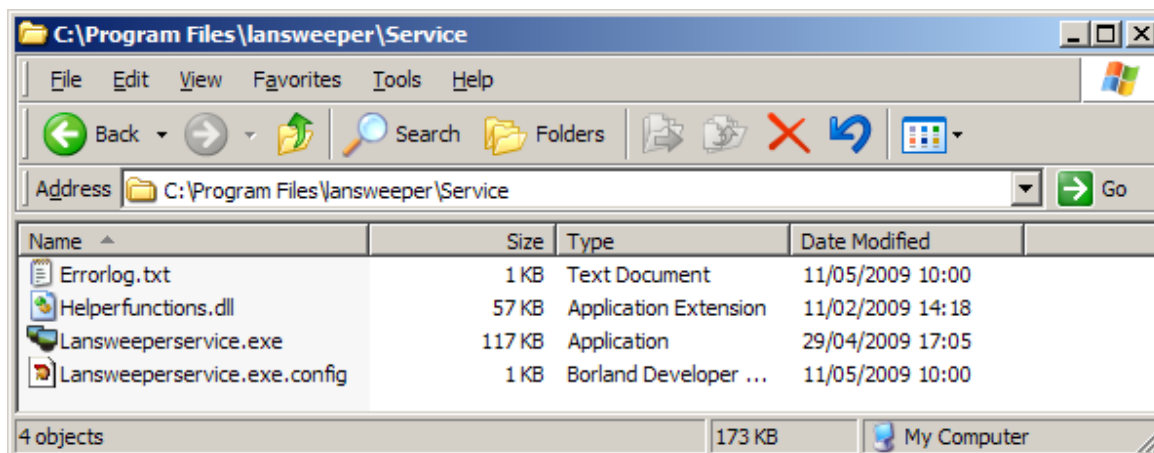 C:\Program Files\lansweeper\Service
File Edit View Favorites Tools Help
Back Search Folders
Address C:\Program Files\lansweeper\Service Go
Name Size Type Date Modified
Errorlog.txt 1 KB Text Document 11/05/2009 10:00
Helperfunctions.dll 57 KB Application Extension 11/02/2009 14:18
Lansweeperservice.exe 117 KB Application 29/04/2009 17:05
Lansweeperservice.exe.config 1 KB Borland Developer ... 11/05/2009 10:00
4 objects 173 KB My Computer